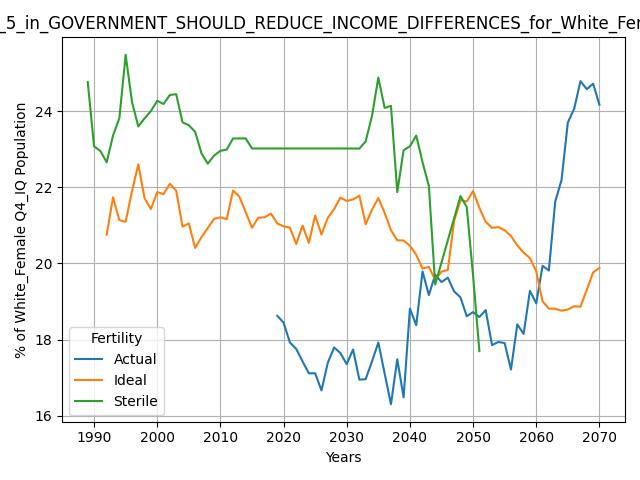 _5_in_GOVERNMENT_SHOULD_REDUCE_INCOME_DIFFERENCES_for_White_Fe
% of White_Female Q4_IQ Population
24
22
20
18
16
Fertility
Actual
Ideal
Sterile
1990 2000 2010 2020 2030 2040 2050 2060 2070
Years